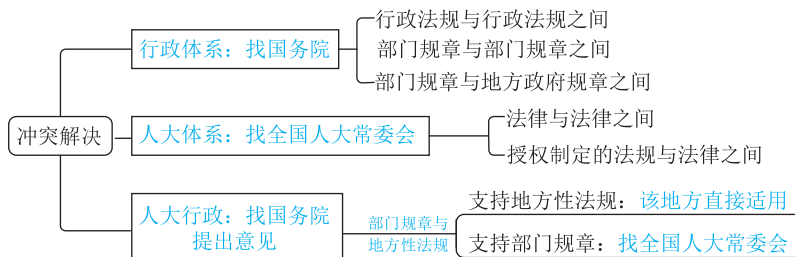 冲突解决
行政体系：找国务院
行政法规与行政法规之间
部门规章与部门规章之间
部门规章与地方政府规章之间
人大体系：找全国人大常委会
法律与法律之间
授权制定的法规与法律之间
人大行政：找国务院
提出意见
部门规章与
地方性法规
支持地方性法规：该地方直接适用
支持部门规章：找全国人大常委会